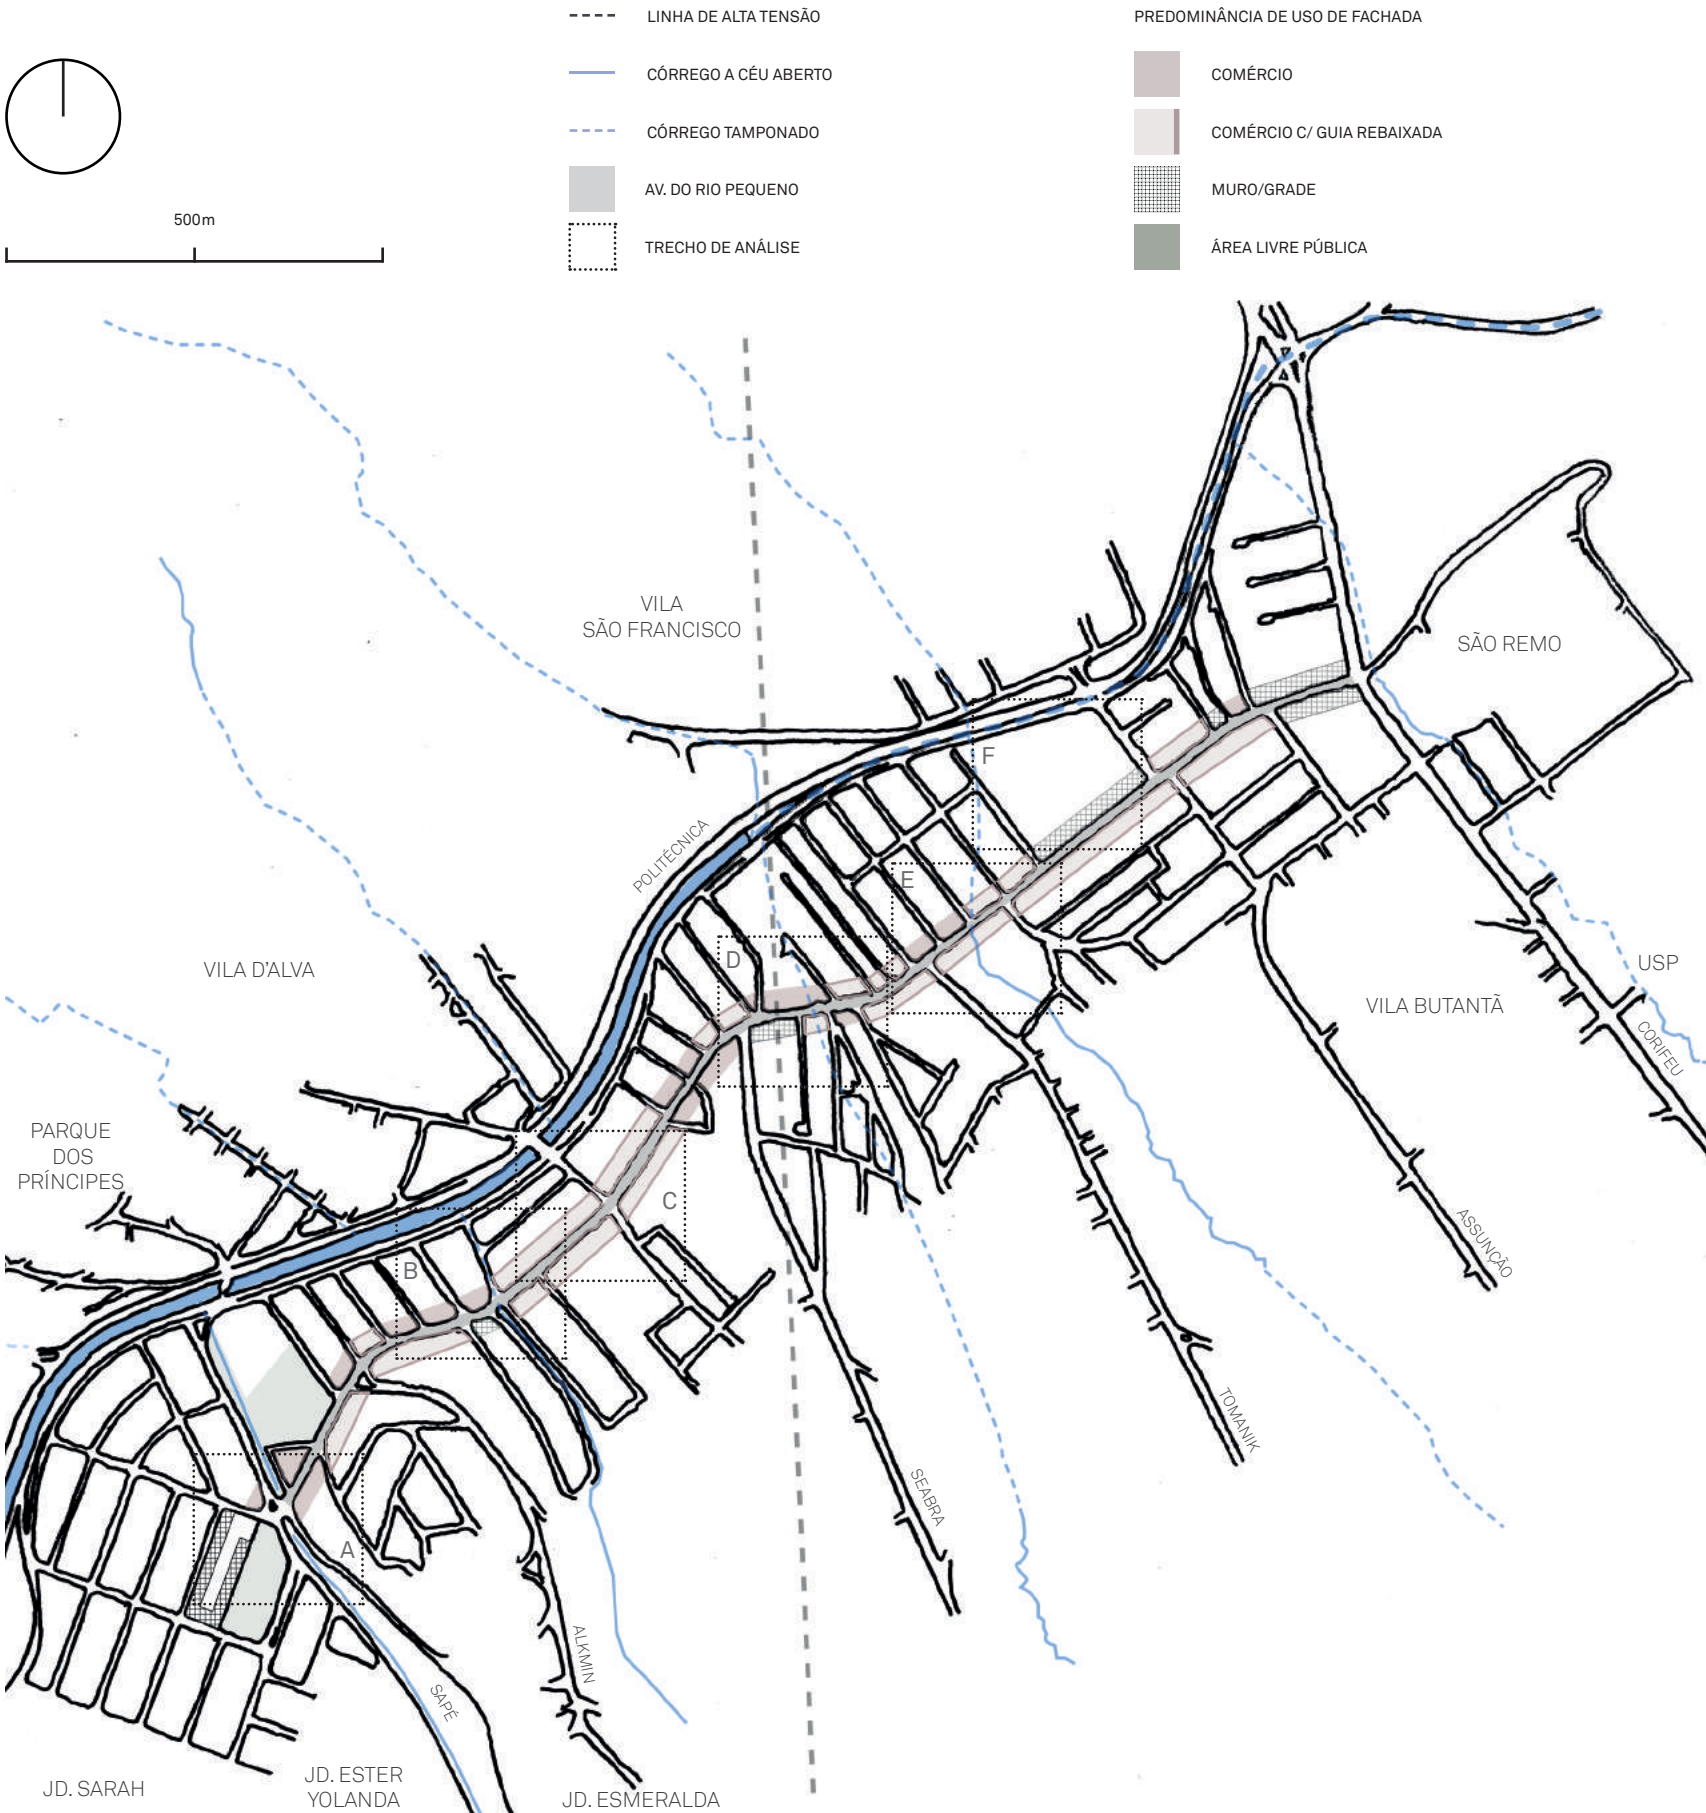 LINHA DE ALTA TENSÃO
CÓRREGO A CÉU ABERTO
CÓRREGO TAMPONADO
AV. DO RIO PEQUENO
TRECHO DE ANÁLISE
PREDOMINÂNCIA DE USO DE FACHADA
COMÉRCIO
COMÉRCIO C/ GUIA REBAIXADA
MURO/GRADE
ÁREA LIVRE PÚBLICA
500m
VILA
SÃO FRANCISCO
SÃO REMO
F
POLITÉCNICA
E
D
VILA D'ALVA
USP
VILA BUTANTÃ
CORIFEU
PARQUE
DOS
PRÍNCIPES
C
B
ASSUNÇÃO
TOMANIK
SEABRA
A
ALKMIN
SAPÉ
JD. SARAH
JD. ESTER
YOLANDA
JD. ESMERALDA